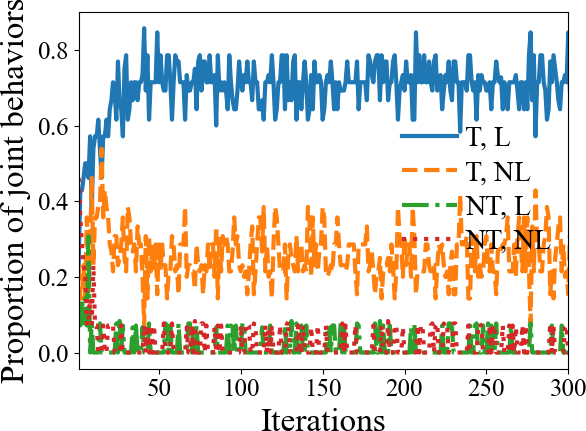 Proportion of joint behaviors
0.8
0.6
0.4
0.2
0.0
T, L
T, NL
NT, L
NT, NL
50 100 150 200 250 300
Iterations